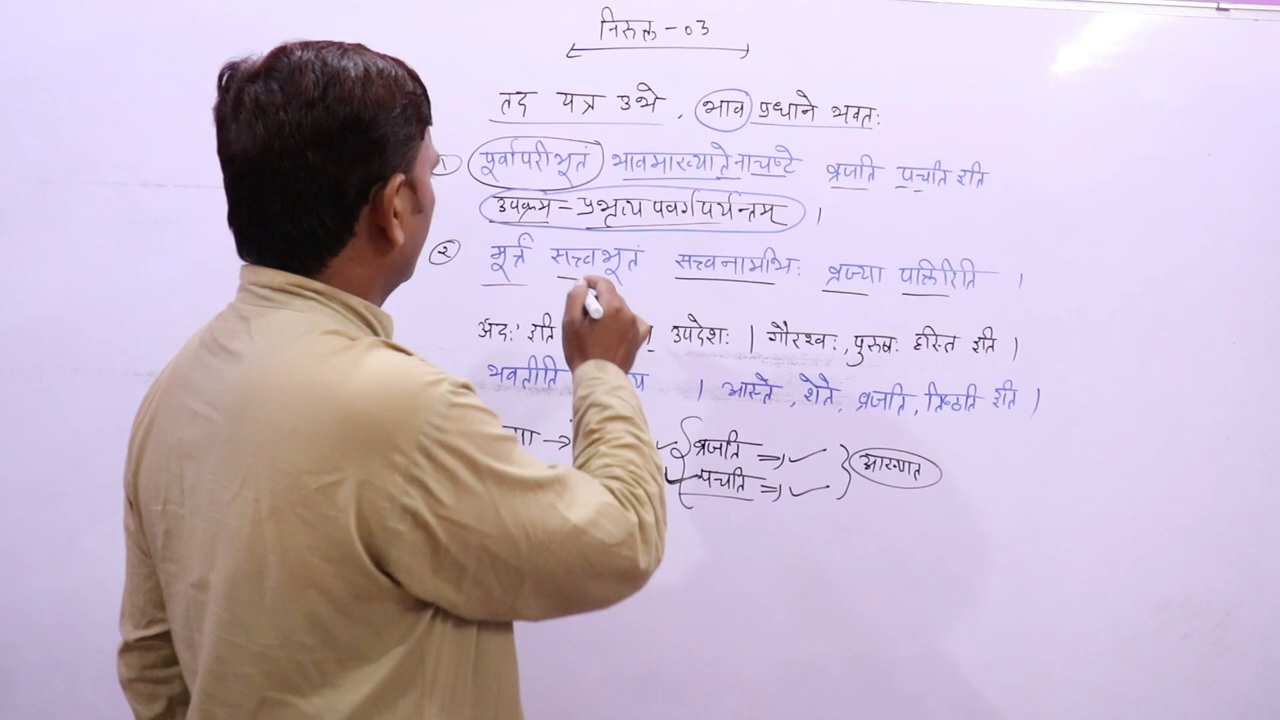 निरुक्त - ०३
तद यत्र उभे , भाव प्रधाने भवतः
१ पूर्वापरीभूतं भावमाख्यातेनाचष्टे व्रजति पचति इति
उपक्रम = प्रभृत्य पवर्गपर्यन्तम् ।
२ मूर्त्तं सत्त्वभूतं सत्त्वनामभिः व्रज्या पक्तिरिति ।
अदः' इति उपदेशः । गौरश्वः, पुरुषः हस्ति इति ।
भवतीति । आस्ते, शेते, व्रजति, तिष्ठति इति ।
व्रजति ⇒ ✓
पचति ⇒ ✓ आख्यात